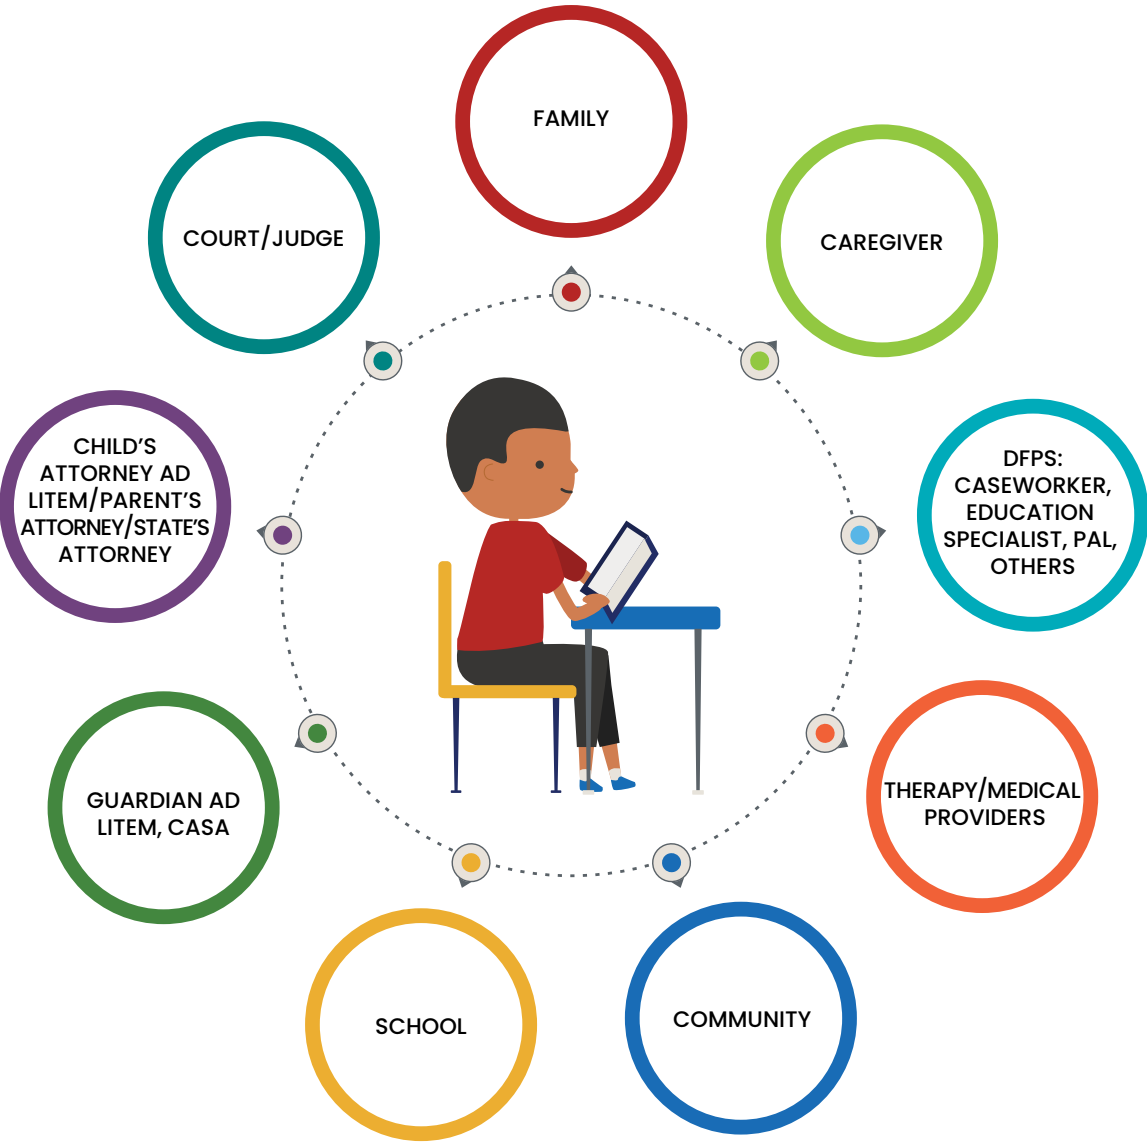 FAMILY
CAREGIVER
DFPS:
CASEWORKER,
EDUCATION
SPECIALIST, PAL,
OTHERS
THERAPY/MEDICAL
PROVIDERS
COMMUNITY
SCHOOL
GUARDIAN AD
LITEM, CASA
CHILD’S
ATTORNEY AD
LITEM/PARENT’S
ATTORNEY/STATE’S
ATTORNEY
COURT/JUDGE